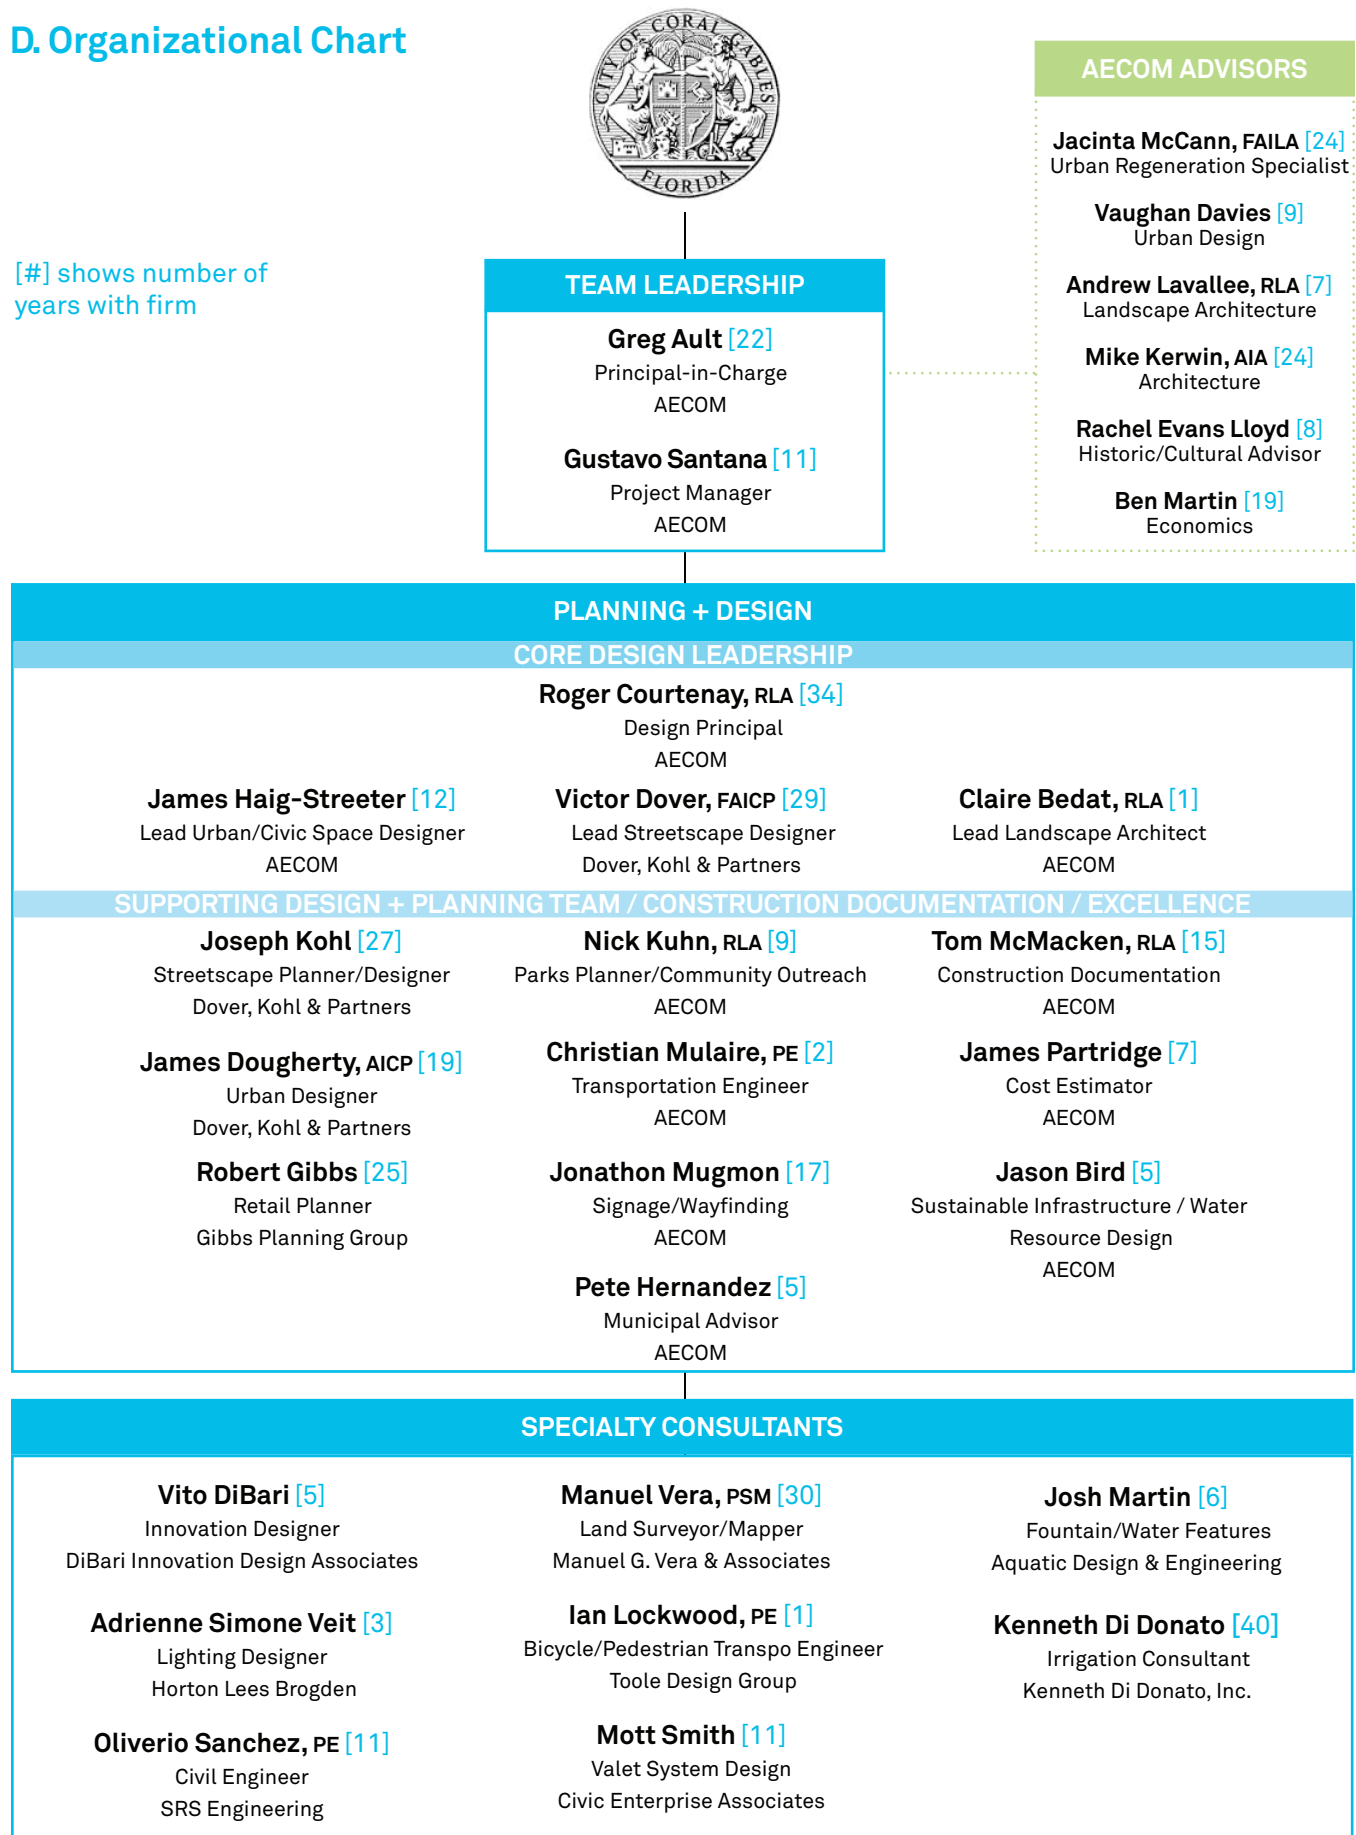 D. Organizational Chart
CITY OF CORAL GABLES
FLORIDA
[#] shows number of
years with firm
AECOM ADVISORS
Jacinta McCann, FAILA [24]
Urban Regeneration Specialist
Vaughan Davies [9]
Urban Design
Andrew Lavallee, RLA [7]
Landscape Architecture
Mike Kerwin, AIA [24]
Architecture
Rachel Evans Lloyd [8]
Historic/Cultural Advisor
Ben Martin [19]
Economics
TEAM LEADERSHIP
Greg Ault [22]
Principal-in-Charge
AECOM
Gustavo Santana [11]
Project Manager
AECOM
PLANNING + DESIGN
CORE DESIGN LEADERSHIP
Roger Courtenay, RLA [34]
Design Principal
AECOM
James Haig-Streeter [12]
Lead Urban/Civic Space Designer
AECOM
Victor Dover, FAICP [29]
Lead Streetscape Designer
Dover, Kohl & Partners
Claire Bedat, RLA [1]
Lead Landscape Architect
AECOM
SUPPORTING DESIGN + PLANNING TEAM / CONSTRUCTION DOCUMENTATION / EXCELLENCE
Joseph Kohl [27]
Streetscape Planner/Designer
Dover, Kohl & Partners
Nick Kuhn, RLA [9]
Parks Planner/Community Outreach
AECOM
Tom McMacken, RLA [15]
Construction Documentation
AECOM
James Dougherty, AICP [19]
Urban Designer
Dover, Kohl & Partners
Christian Mulaire, PE [2]
Transportation Engineer
AECOM
James Partridge [7]
Cost Estimator
AECOM
Robert Gibbs [25]
Retail Planner
Gibbs Planning Group
Jonathon Mugmon [17]
Signage/Wayfinding
AECOM
Jason Bird [5]
Sustainable Infrastructure / Water
Resource Design
AECOM
Pete Hernandez [5]
Municipal Advisor
AECOM
SPECIALTY CONSULTANTS
Vito DiBari [5]
Innovation Designer
DiBari Innovation Design Associates
Manuel Vera, PSM [30]
Land Surveyor/Mapper
Manuel G. Vera & Associates
Josh Martin [6]
Fountain/Water Features
Aquatic Design & Engineering
Adrienne Simone Veit [3]
Lighting Designer
Horton Lees Brogden
Ian Lockwood, PE [1]
Bicycle/Pedestrian Transpo Engineer
Toole Design Group
Kenneth Di Donato [40]
Irrigation Consultant
Kenneth Di Donato, Inc.
Oliverio Sanchez, PE [11]
Civil Engineer
SRS Engineering
Mott Smith [11]
Valet System Design
Civic Enterprise Associates